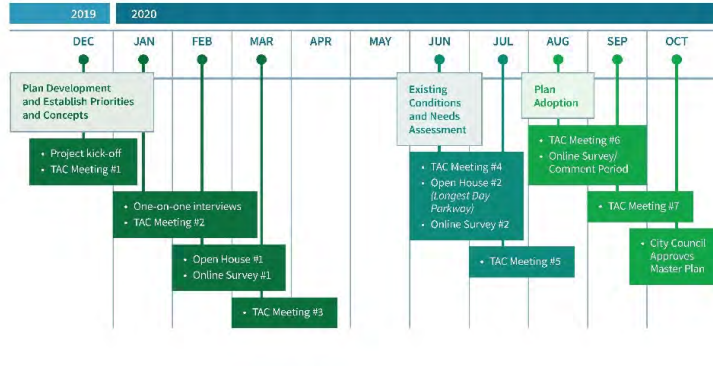 2019
2020
DEC
JAN
FEB
MAR
APR
MAY
JUN
JUL
AUG
SEP
OCT
Plan Development
and Establish Priorities
and Concepts
• Project kick-off
• TAC Meeting #1
• One-on-one interviews
• TAC Meeting #2
• Open House #1
• Online Survey #1
• TAC Meeting #3
Existing
Conditions
and Needs
Assessment
• TAC Meeting #4
• Open House #2
(Longest Day
Parkway)
• Online Survey #2
• TAC Meeting #5
Plan
Adoption
• TAC Meeting #6
• Online Survey/
Comment Period
• TAC Meeting #7
• City Council
Approves
Master Plan